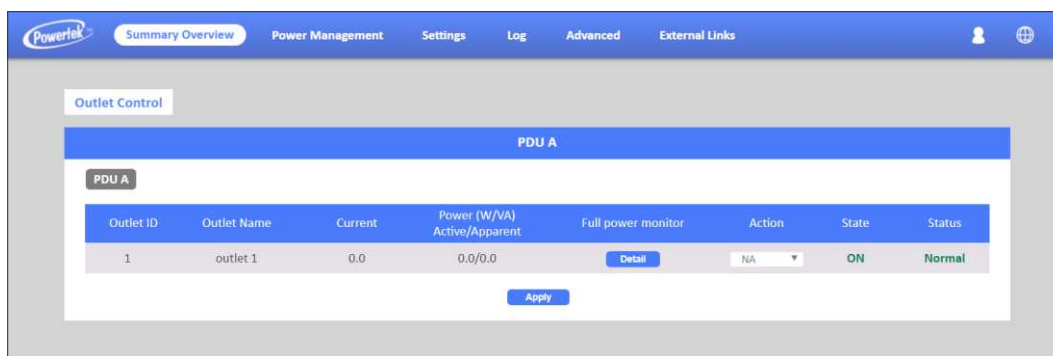 Powertek
Summary Overview Power Management Settings Log Advanced External Links
Outlet Control
PDU A
PDU A
Outlet ID Outlet Name Current Power (W/VA) Active/Apparent Full power monitor Action State Status
1 outlet 1 0.0 0.0/0.0 Detail NA ON Normal
Apply